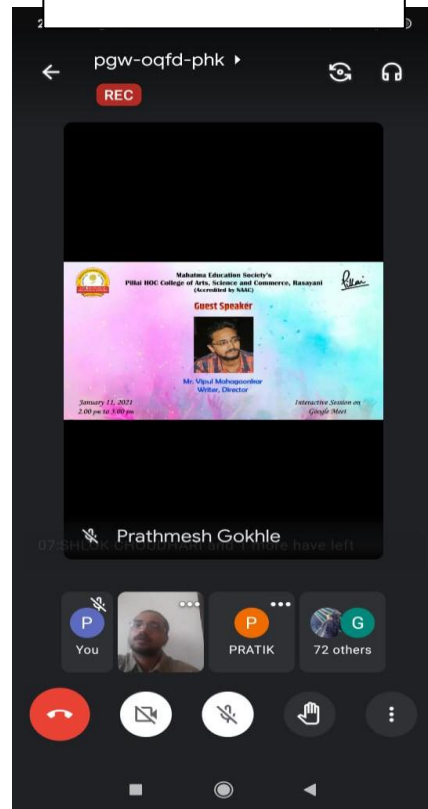 pgw-oqfd-phk
REC
Mahatma Education Society's
Pillai HOC College of Arts, Science and Commerce, Rasayani
(Accredited by NAAC)
Pillai
Guest Speaker
Mr. Vipul Mahagaonkar
Writer, Director
January 11, 2021
2.00 pm to 3.00 pm
Interactive Session on
Google Meet
Prathmesh Gokhle
07:SHLOK CHOUDHARI and 1 more have left
P
You
P
PRATIK
G
72 others